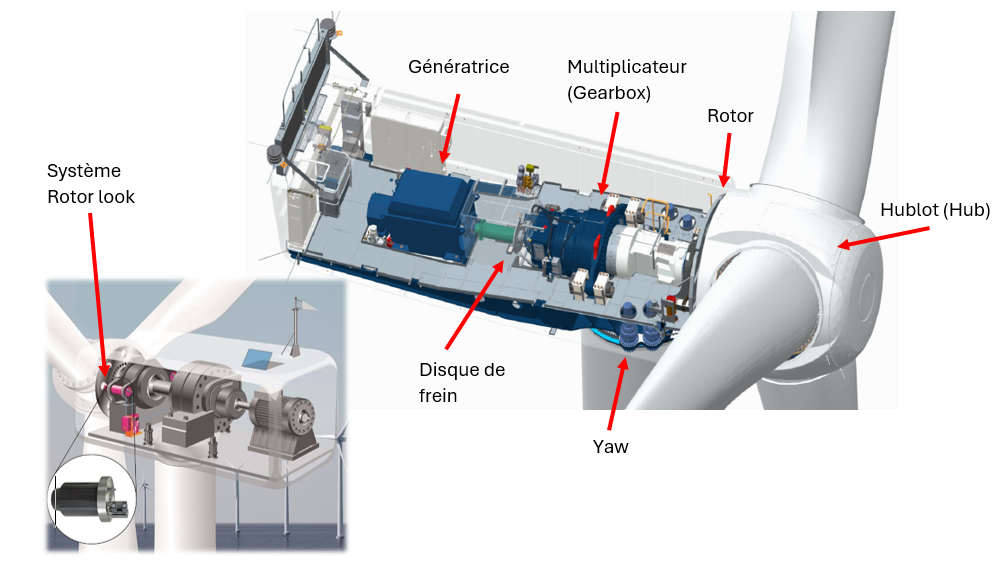 Génératrice
Multiplicateur
(Gearbox)
Rotor
Système
Rotor look
Hublot (Hub)
Disque de
frein
Yaw